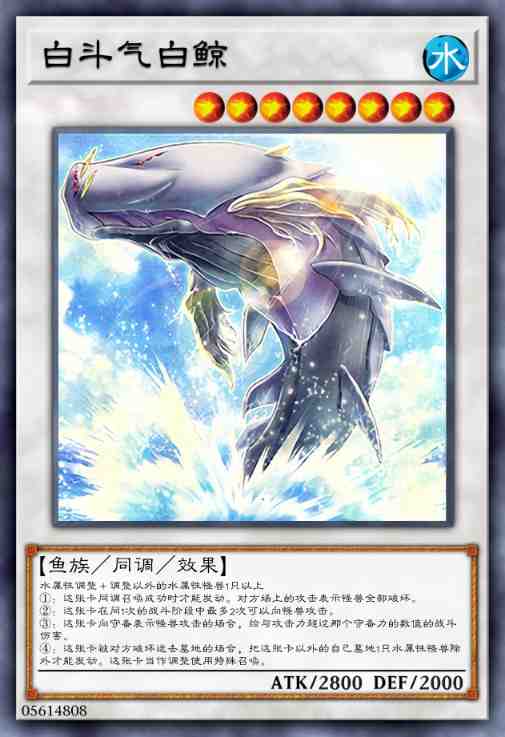 白斗气白鲸
水
【鱼族／同调／效果】
水属性调整＋调整以外的水属性怪兽1只以上
①：这张卡同调召唤成功时才能发动。对方场上的攻击表示怪兽全部破坏。
②：这张卡在同1次的战斗阶段中最多2次可以向怪兽攻击。
③：这张卡向守备表示怪兽攻击的场合，给与攻击力超过那个守备力的数值的战斗
伤害。
④：这张卡被对方破坏送去墓地的场合，把这张卡以外的自己墓地1只水属性怪兽除
外才能发动。这张卡当作调整使用特殊召唤。
ATK/2800 DEF/2000
05614808